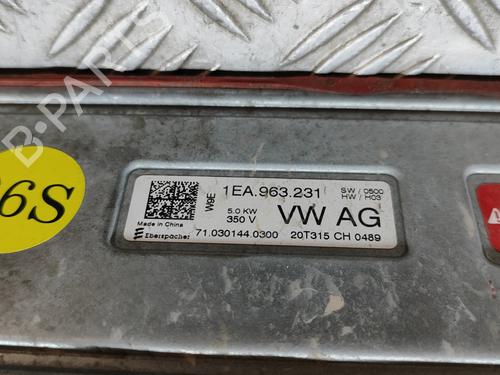 B-Parts
96S
1EA.963.231
SW / 0500
HW / H03
W9E
5.0 KW
350 V
VW AG
Made in China
Eberspächer
71.030144.0300
20T315 CH 0489